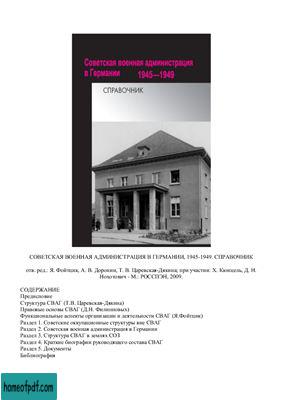 Советская военная администрация
в Германии 1945—1949
СПРАВОЧНИК
СОВЕТСКАЯ ВОЕННАЯ АДМИНИСТРАЦИЯ В ГЕРМАНИИ, 1945-1949. СПРАВОЧНИК
отв. ред.: Я. Фойтцик, А. В. Доронин, Т. В. Царевская-Дякина; при участии: Х. Кюнцель, Д. Н.
Нохотович - М.: РОССПЭН, 2009.
СОДЕРЖАНИЕ
Предисловие
Структура СВАГ (Т.В. Царевская-Дякина)
Правовые основы СВАГ (Д.Н. Филипповых)
Функциональные аспекты организации и деятельности СВАГ (Я.Фойтцик)
Раздел 1. Советские оккупационные структуры вне СВАГ
Раздел 2. Советская военная администрация в Германии
Раздел 3. Структура СВАГ в землях СОЗ
Раздел 4. Краткие биографии руководящего состава СВАГ
Раздел 5. Документы
Библиография
homeofpdf.com